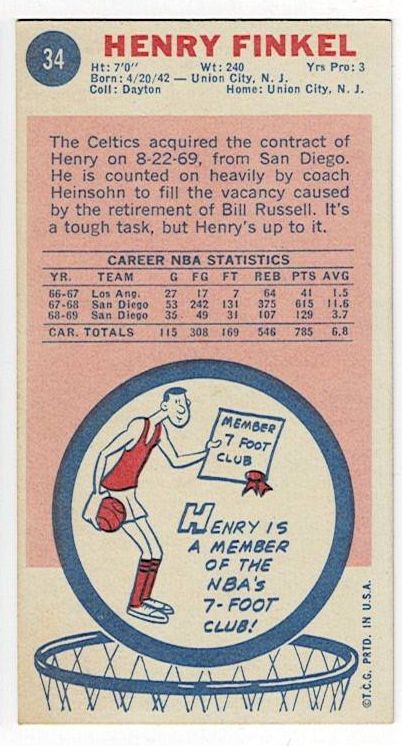 34
HENRY FINKEL
Ht: 7'0" Wt: 240 Yrs Pro: 3
Born: 4/20/42 — Union City, N. J.
Coll: Dayton Home: Union City, N. J.
The Celtics acquired the contract of
Henry on 8-22-69, from San Diego.
He is counted on heavily by coach
Heinsohn to fill the vacancy caused
by the retirement of Bill Russell. It's
a tough task, but Henry's up to it.
CAREER NBA STATISTICS
YR. TEAM G FG FT REB PTS AVG
66-67 Los Ang. 27 17 7 64 41 1.5
67-68 San Diego 53 242 131 375 615 11.6
68-69 San Diego 35 49 31 107 129 3.7
CAR. TOTALS 115 308 169 546 785 6.8
MEMBER
7 FOOT
CLUB
HENRY IS
A MEMBER
OF THE
NBA'S
7-FOOT
CLUB!
©T.C.G. PRTD. IN U.S.A.